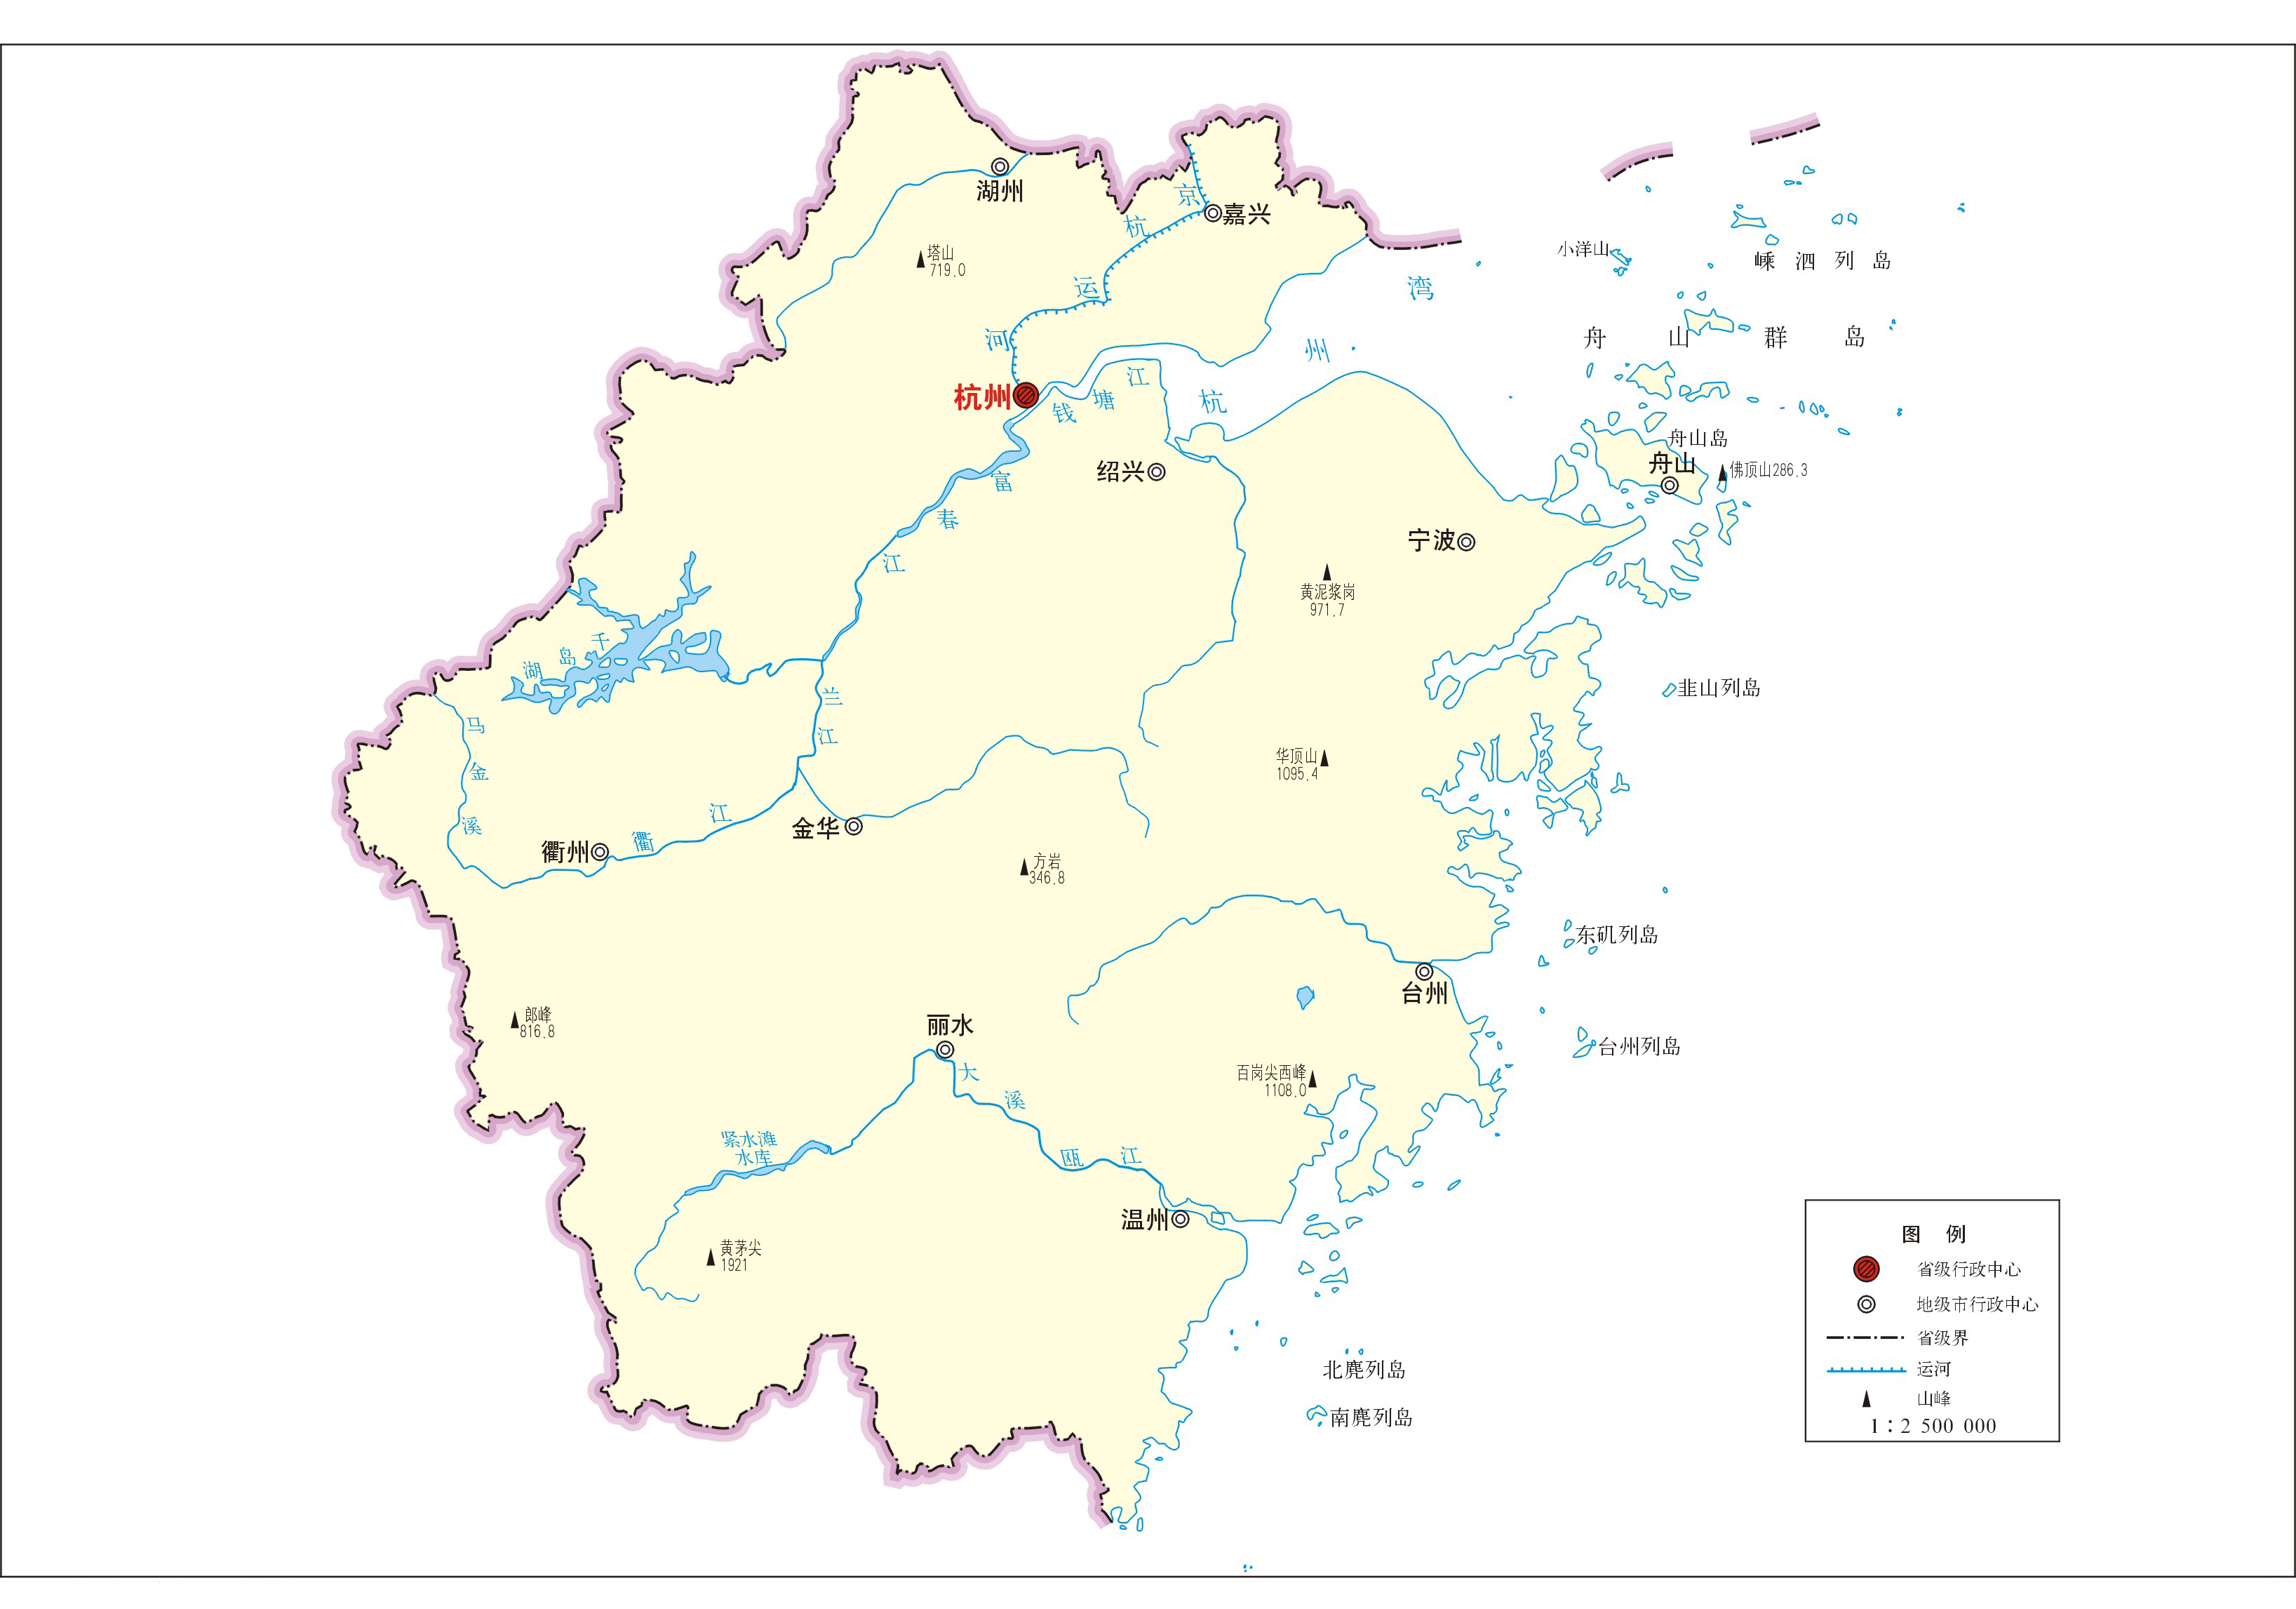 湖州
嘉兴
京
杭
运
河
塔山
719.0
小洋山
嵊泗列岛
湾
州
杭
舟山群岛
杭州
钱塘江
舟山岛
舟山
佛顶山286.3
绍兴
富
春
江
宁波
黄泥浆岗
971.7
千
岛
湖
兰
江
韭山列岛
马
金
溪
华顶山
1095.4
衢州
衢江
金华
方岩
346.8
东矶列岛
台州
郎峰
816.8
丽水
大
溪
台州列岛
百岗尖西峰
1108.0
紧水滩
水库
瓯江
温州
黄茅尖
1921
北麂列岛
南麂列岛
图 例
省级行政中心
地级市行政中心
省级界
运河
山峰
1∶2 500 000